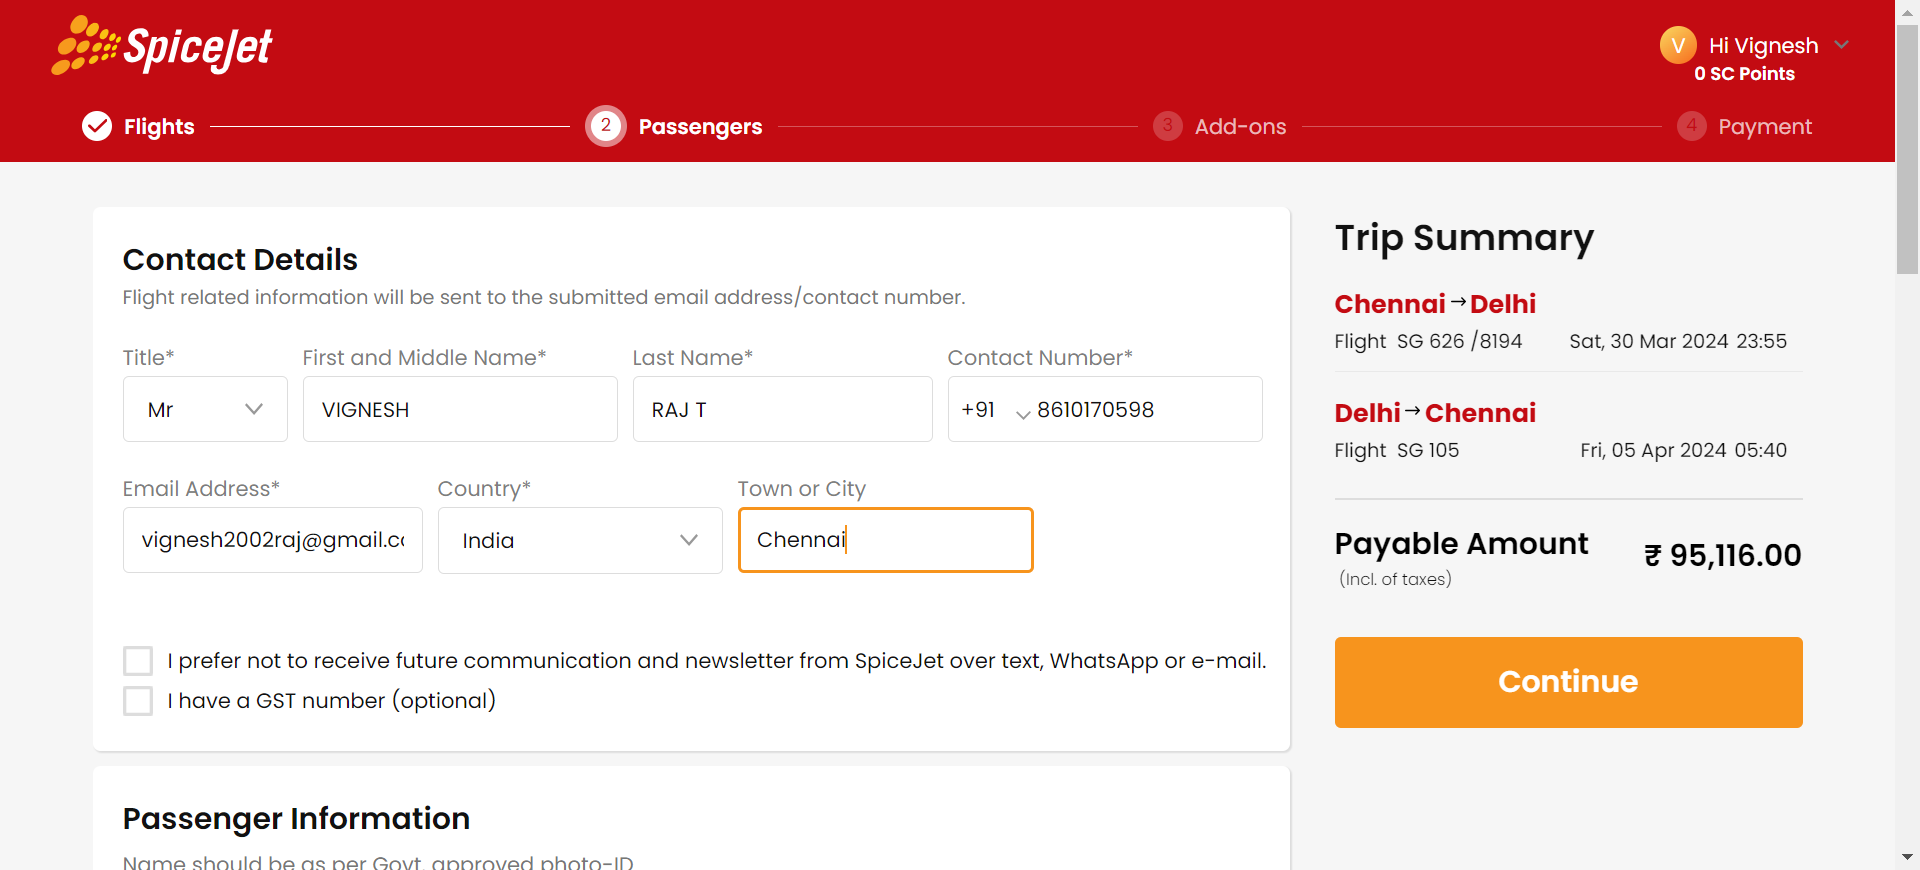 SpiceJet
V Hi Vignesh
0 SC Points
Flights 2 Passengers 3 Add-ons 4 Payment
Contact Details
Flight related information will be sent to the submitted email address/contact number.
Title* First and Middle Name* Last Name* Contact Number*
Mr VIGNESH RAJ T +91 8610170598
Email Address* Country* Town or City
vignesh2002raj@gmail.co India Chennai
I prefer not to receive future communication and newsletter from SpiceJet over text, WhatsApp or e-mail.
I have a GST number (optional)
Passenger Information
Name should be as per Govt. approved photo-ID
Trip Summary
Chennai → Delhi
Flight SG 626 /8194 Sat, 30 Mar 2024 23:55
Delhi → Chennai
Flight SG 105 Fri, 05 Apr 2024 05:40
Payable Amount ₹ 95,116.00
(Incl. of taxes)
Continue